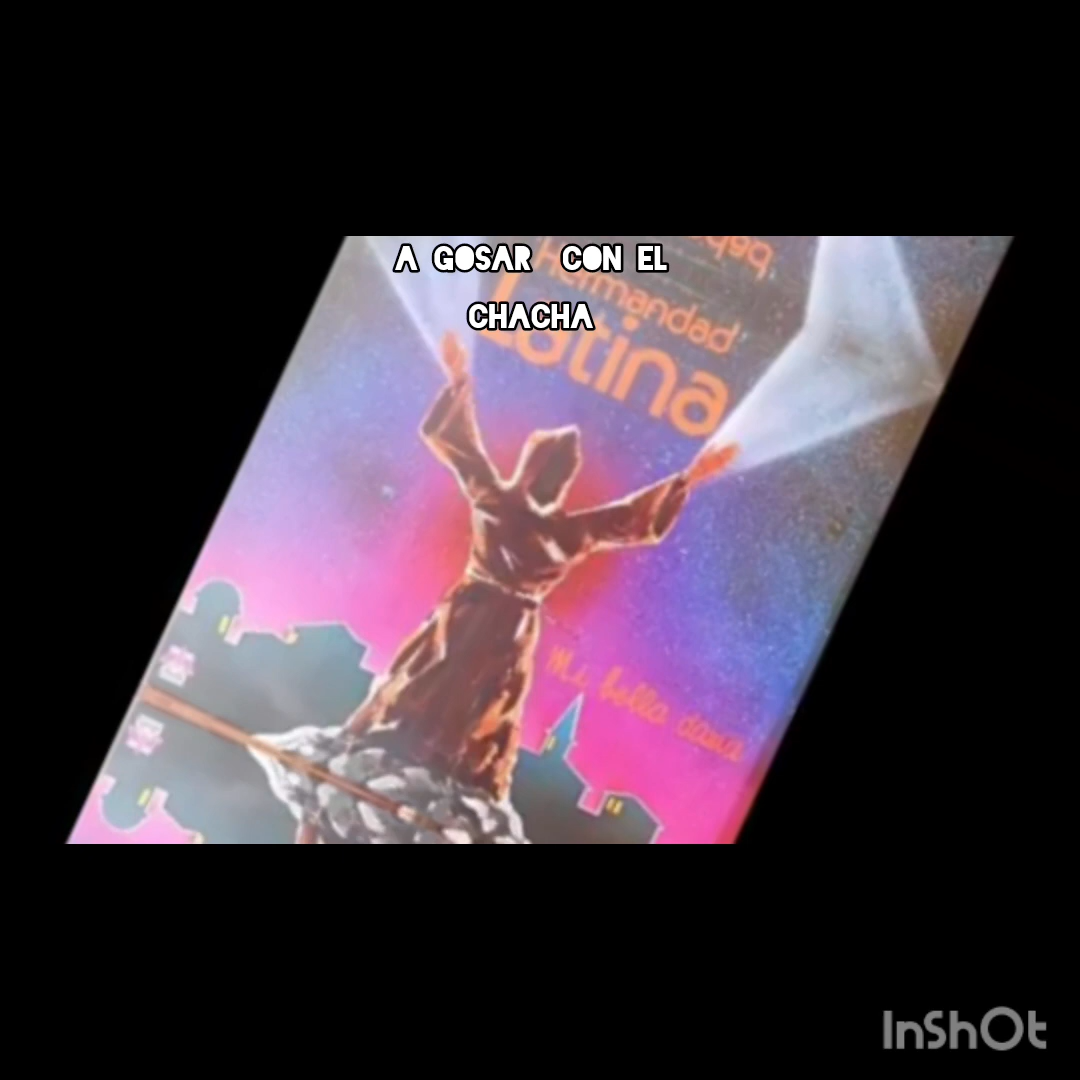 A GOSAR CON EL
CHACHA
Hermandad
Latina
Mi bella dama
InShOt